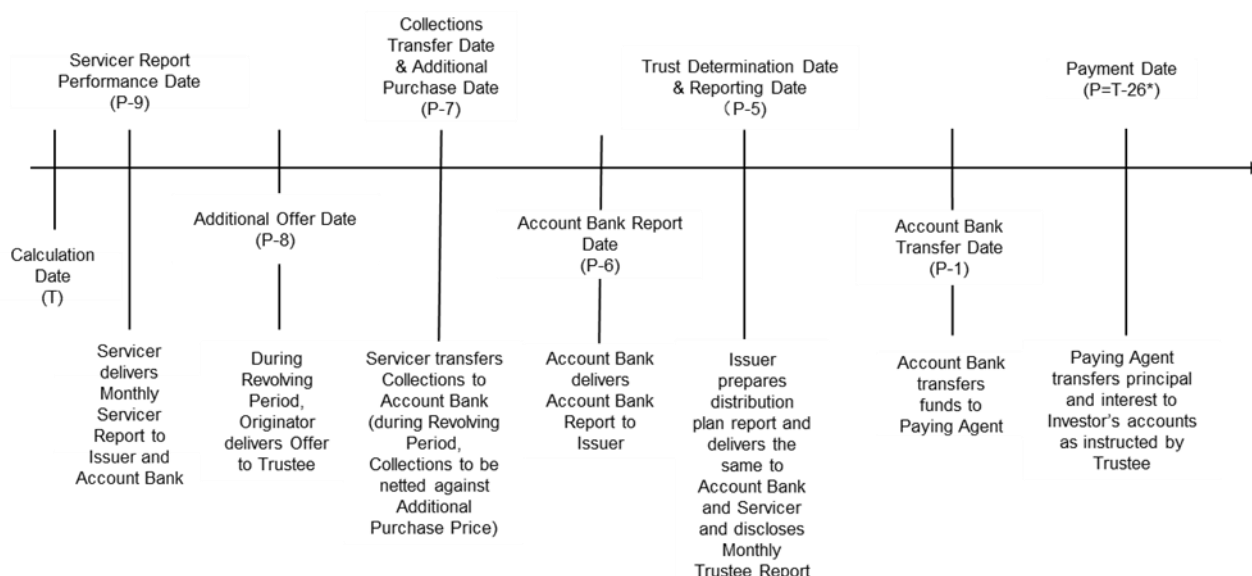 Servicer Report
Performance Date
(P-9)
Collections
Transfer Date
& Additional
Purchase Date
(P-7)
Trust Determination Date
& Reporting Date
（P-5)
Payment Date
(P=T-26*)
Calculation
Date
(T)
Additional Offer Date
(P-8)
Account Bank Report
Date
(P-6)
Account Bank
Transfer Date
(P-1)
Servicer
delivers
Monthly
Servicer
Report to
Issuer and
Account Bank
During
Revolving
Period,
Originator
delivers Offer
to Trustee
Servicer transfers
Collections to
Account Bank
(during Revolving
Period,
Collections to be
netted against
Additional
Purchase Price)
Account Bank
delivers
Account Bank
Report to
Issuer
Issuer
prepares
distribution
plan report and
delivers the
same to
Account Bank
and Servicer
and discloses
Monthly
Trustee Report
Account Bank
transfers
funds to
Paying Agent
Paying Agent
transfers principal
and interest to
Investor’s accounts
as instructed by
Trustee